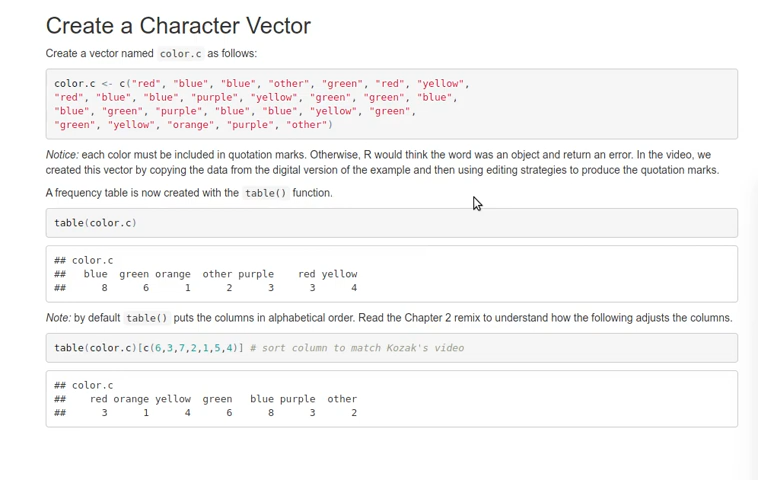 Create a Character Vector
Create a vector named color.c as follows:
color.c <- c("red", "blue", "blue", "other", "green", "red", "yellow",
"red", "blue", "blue", "purple", "yellow", "green", "green", "blue",
"blue", "green", "purple", "blue", "blue", "yellow", "green",
"green", "yellow", "orange", "purple", "other")
Notice: each color must be included in quotation marks. Otherwise, R would think the word was an object and return an error. In the video, we
created this vector by copying the data from the digital version of the example and then using editing strategies to produce the quotation marks.
A frequency table is now created with the table() function.
table(color.c)
## color.c
## blue green orange other purple red yellow
## 8 6 1 2 3 3 4
Note: by default table() puts the columns in alphabetical order. Read the Chapter 2 remix to understand how the following adjusts the columns.
table(color.c)[c(6,3,7,2,1,5,4)] # sort column to match Kozak's video
## color.c
## red orange yellow green blue purple other
## 3 1 4 6 8 3 2